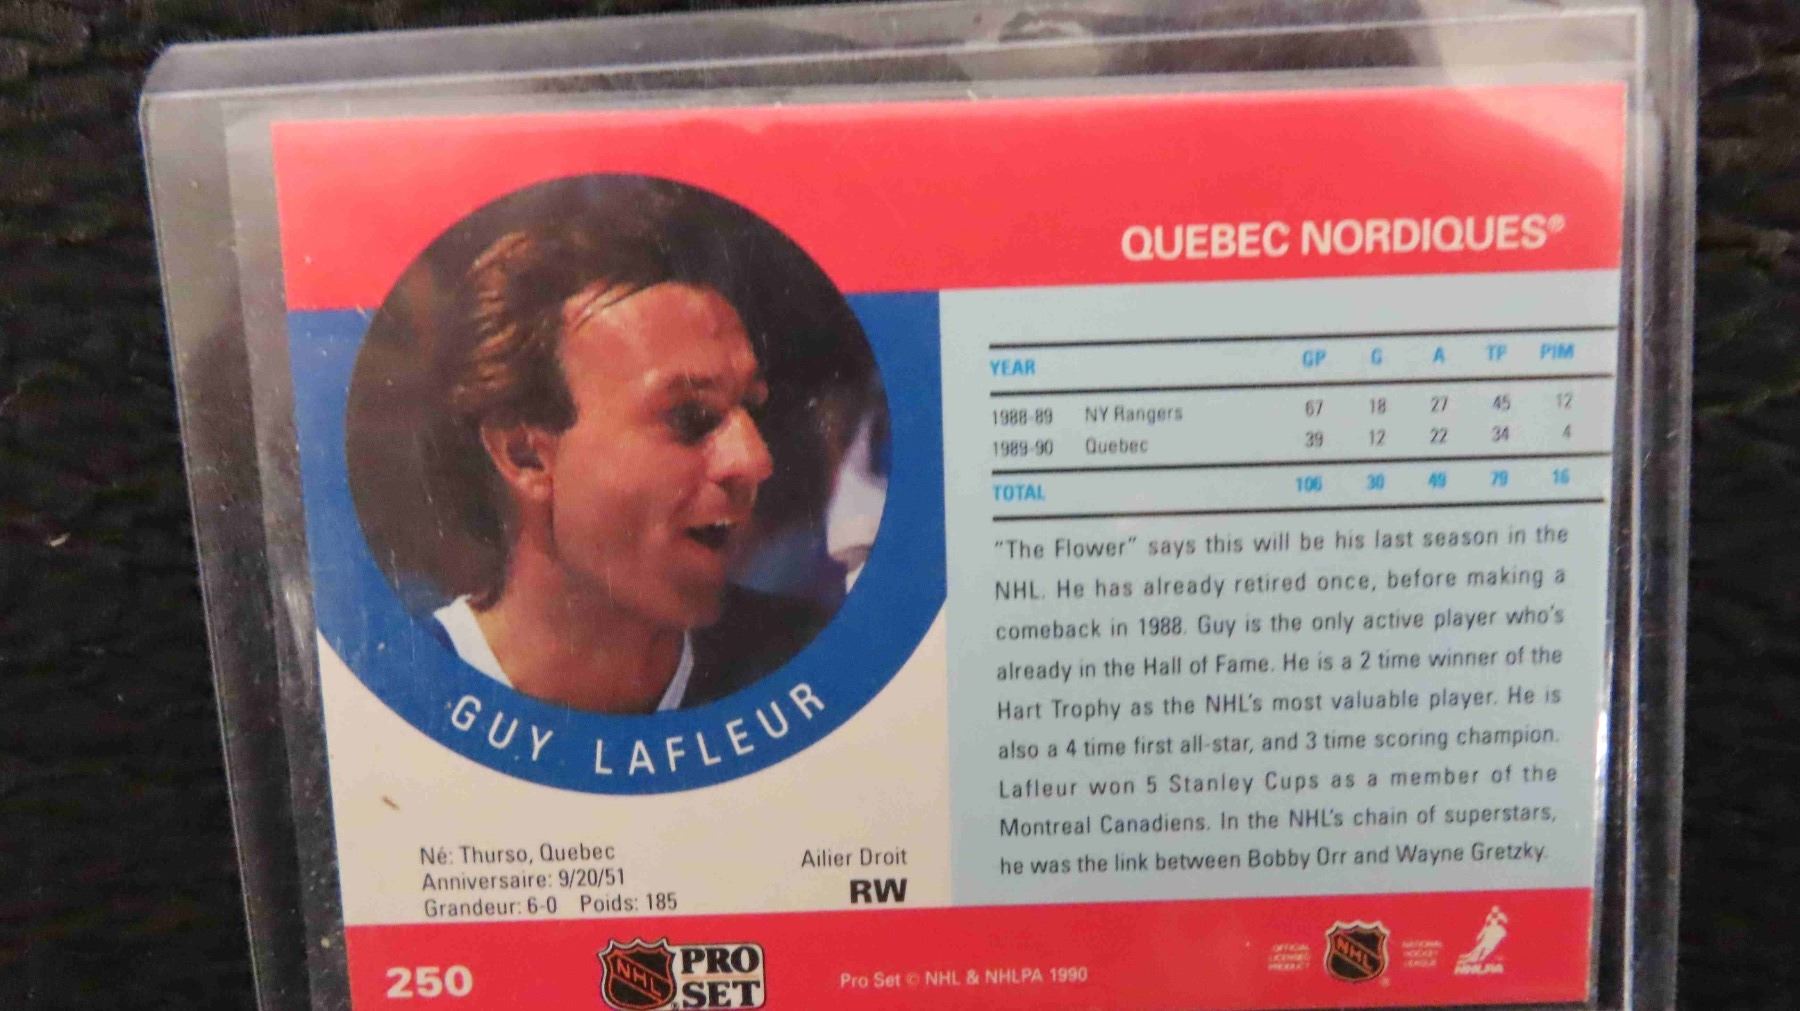 QUEBEC NORDIQUES®
YEAR GP G A TP PIM
1988-89 NY Rangers 67 18 27 45 12
1989-90 Quebec 39 12 22 34 4
TOTAL 106 30 49 79 16
"The Flower" says this will be his last season in the
NHL. He has already retired once, before making a
comeback in 1988. Guy is the only active player who's
already in the Hall of Fame. He is a 2 time winner of the
Hart Trophy as the NHL's most valuable player. He is
also a 4 time first all-star, and 3 time scoring champion.
Lafleur won 5 Stanley Cups as a member of the
Montreal Canadiens. In the NHL's chain of superstars,
he was the link between Bobby Orr and Wayne Gretzky.
GUY LAFLEUR
Né: Thurso, Quebec
Anniversaire: 9/20/51
Grandeur: 6-0 Poids: 185
Ailier Droit
RW
250
NHL
PRO
SET
Pro Set © NHL & NHLPA 1990
OFFICIAL
LICENSED
PRODUCT
NHL
NATIONAL
HOCKEY
LEAGUE
NHLPA